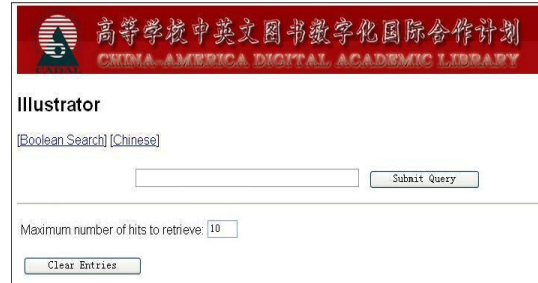 高等学校中英文图书数字化国际合作计划
CADAL
CHINA-AMERICA DIGITAL ACADEMIC LIBRARY
Illustrator
[Boolean Search] [Chinese]
Submit Query
Maximum number of hits to retrieve: 10
Clear Entries